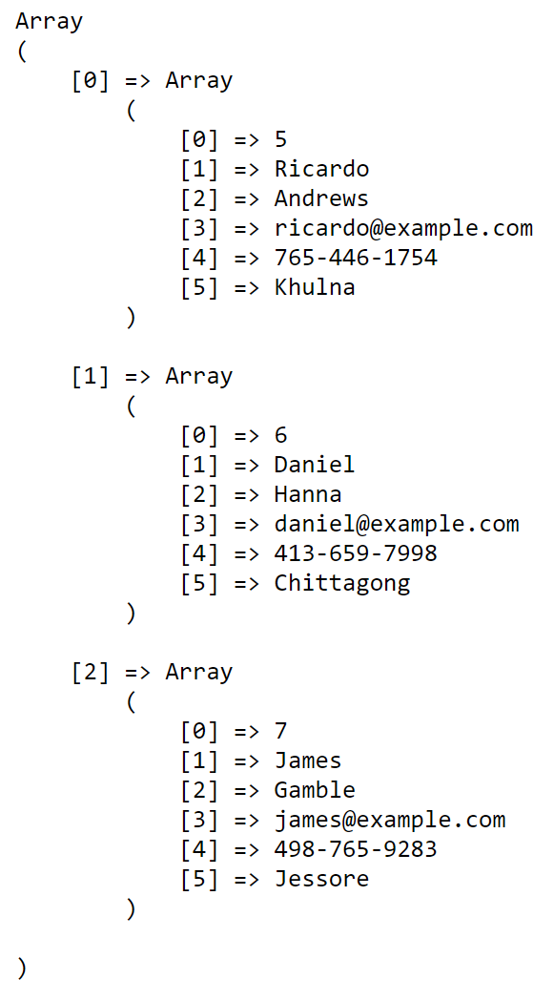 Array
(
    [0] => Array
        (
            [0] => 5
            [1] => Ricardo
            [2] => Andrews
            [3] => ricardo@example.com
            [4] => 765-446-1754
            [5] => Khulna
        )

    [1] => Array
        (
            [0] => 6
            [1] => Daniel
            [2] => Hanna
            [3] => daniel@example.com
            [4] => 413-659-7998
            [5] => Chittagong
        )

    [2] => Array
        (
            [0] => 7
            [1] => James
            [2] => Gamble
            [3] => james@example.com
            [4] => 498-765-9283
            [5] => Jessore
        )

)